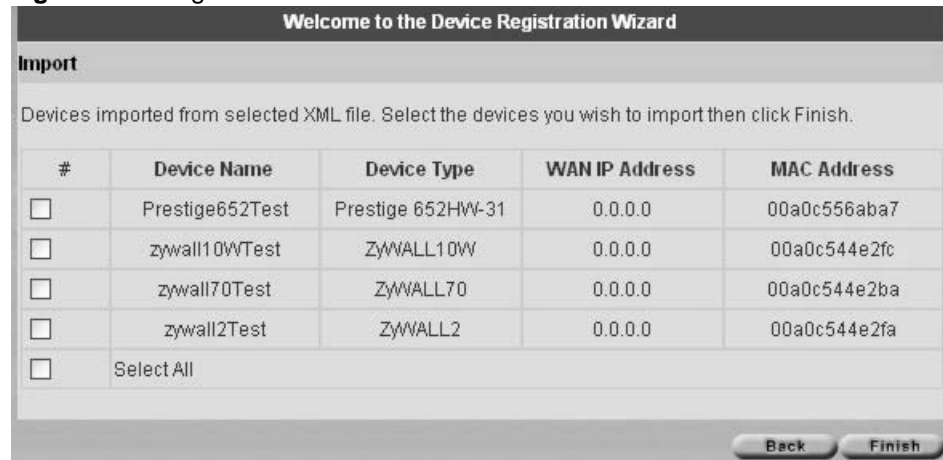 Welcome to the Device Registration Wizard
Import
Devices imported from selected XML file. Select the devices you wish to import then click Finish.
# Device Name Device Type WAN IP Address MAC Address
Prestige652Test Prestige 652HW-31 0.0.0.0 00a0c556aba7
zywall10WTest ZyWALL10W 0.0.0.0 00a0c544e2fc
zywall70Test ZyWALL70 0.0.0.0 00a0c544e2ba
zywall2Test ZyWALL2 0.0.0.0 00a0c544e2fa
Select All
Back Finish